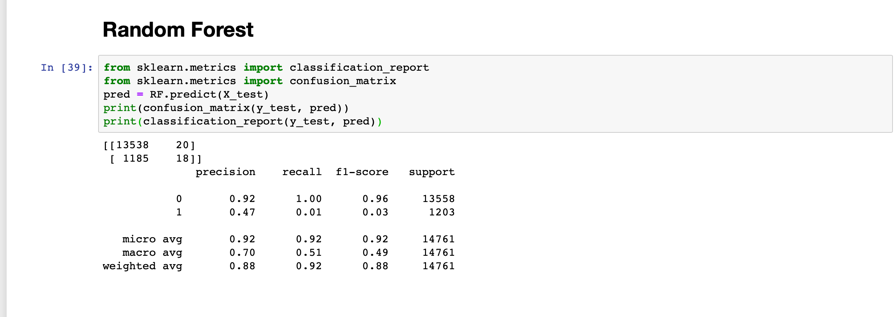 Random Forest
In [39]: from sklearn.metrics import classification_report
from sklearn.metrics import confusion_matrix
pred = RF.predict(X_test)
print(confusion_matrix(y_test, pred))
print(classification_report(y_test, pred))
[[13538    20]
 [ 1185    18]]
              precision    recall  f1-score   support
           0       0.92      1.00      0.96     13558
           1       0.47      0.01      0.03      1203
   micro avg       0.92      0.92      0.92     14761
   macro avg       0.70      0.51      0.49     14761
weighted avg       0.88      0.92      0.88     14761